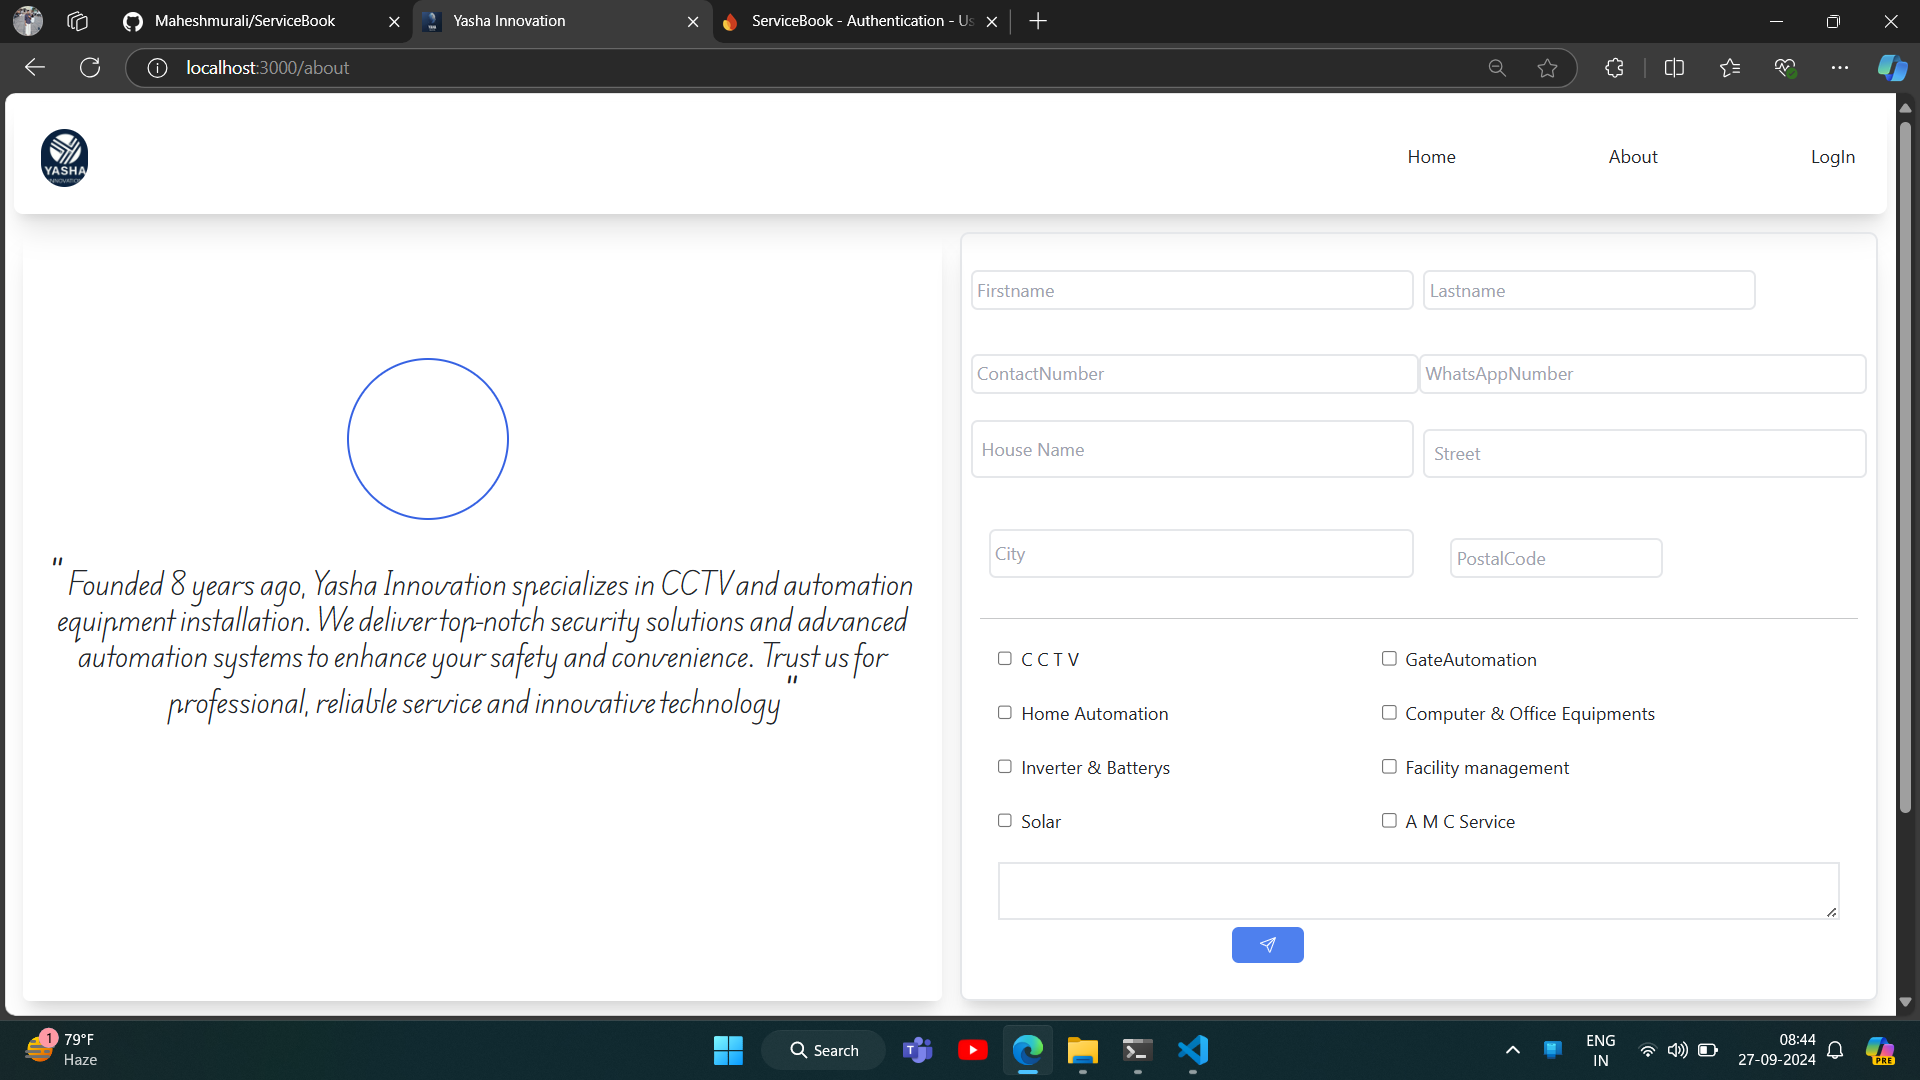 Maheshmurali/ServiceBook
Yasha Innovation
ServiceBook - Authentication - Us
localhost:3000/about
YASHA
INNOVATION
Home
About
LogIn
Firstname
Lastname
ContactNumber
WhatsAppNumber
House Name
Street
City
PostalCode
" Founded 8 years ago, Yasha Innovation specializes in CCTV and automation
equipment installation. We deliver top-notch security solutions and advanced
automation systems to enhance your safety and convenience. Trust us for
professional, reliable service and innovative technology "
C C T V
GateAutomation
Home Automation
Computer & Office Equipments
Inverter & Batterys
Facility management
Solar
A M C Service
1
79°F
Haze
Search
T
ENG
IN
08:44
27-09-2024
PRE